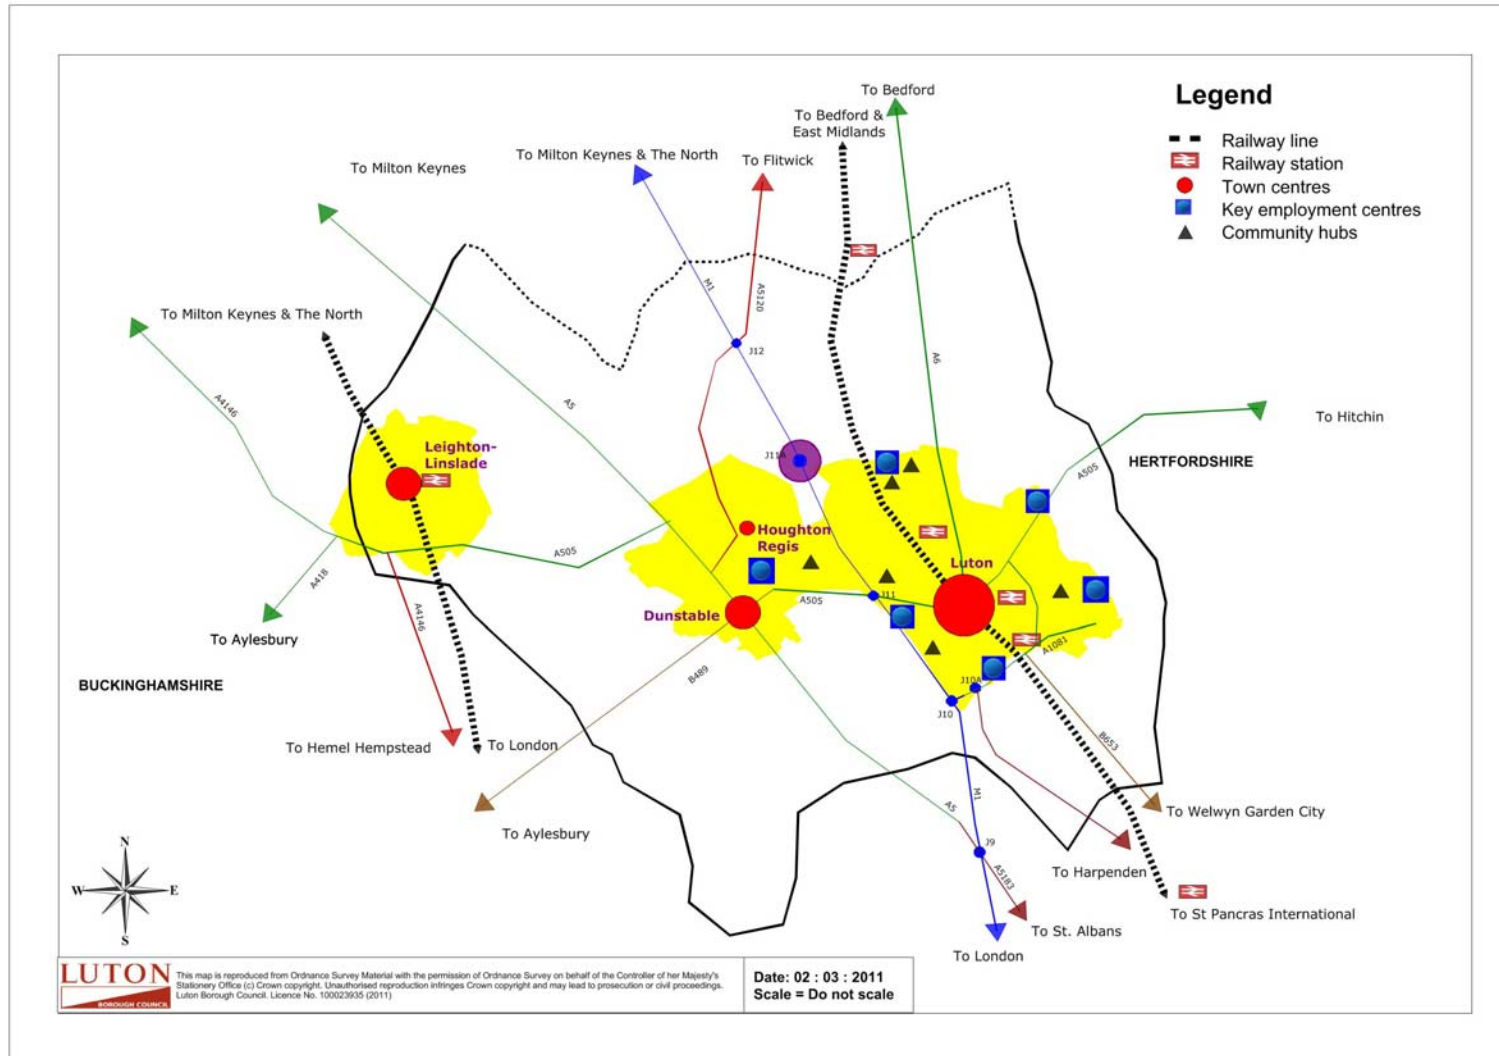 To Bedford
To Bedford &
East Midlands
To Milton Keynes & The North
To Flitwick
To Milton Keynes
Legend
Railway line
Railway station
Town centres
Key employment centres
Community hubs
M1
A5120
To Milton Keynes & The North
J12
A6
A4146
A5
To Hitchin
Leighton-
Linslade
J11A
HERTFORDSHIRE
A505
Houghton
Regis
A505
Luton
A418
A4146
A505
J11
Dunstable
To Aylesbury
A1081
BUCKINGHAMSHIRE
B489
J10A
J10
To Hemel Hempstead
To London
B653
M1
A5
To Welwyn Garden City
To Aylesbury
J9
To Harpenden
A5183
N
W
E
S
To St Pancras International
To St. Albans
To London
LUTON
BOROUGH COUNCIL
This map is reproduced from Ordnance Survey Material with the permission of Ordnance Survey on behalf of the Controller of her Majesty's
Stationery Office (c) Crown copyright. Unauthorised reproduction infringes Crown copyright and may lead to prosecution or civil proceedings.
Luton Borough Council. Licence No. 100023935 (2011)
Date: 02 : 03 : 2011
Scale = Do not scale